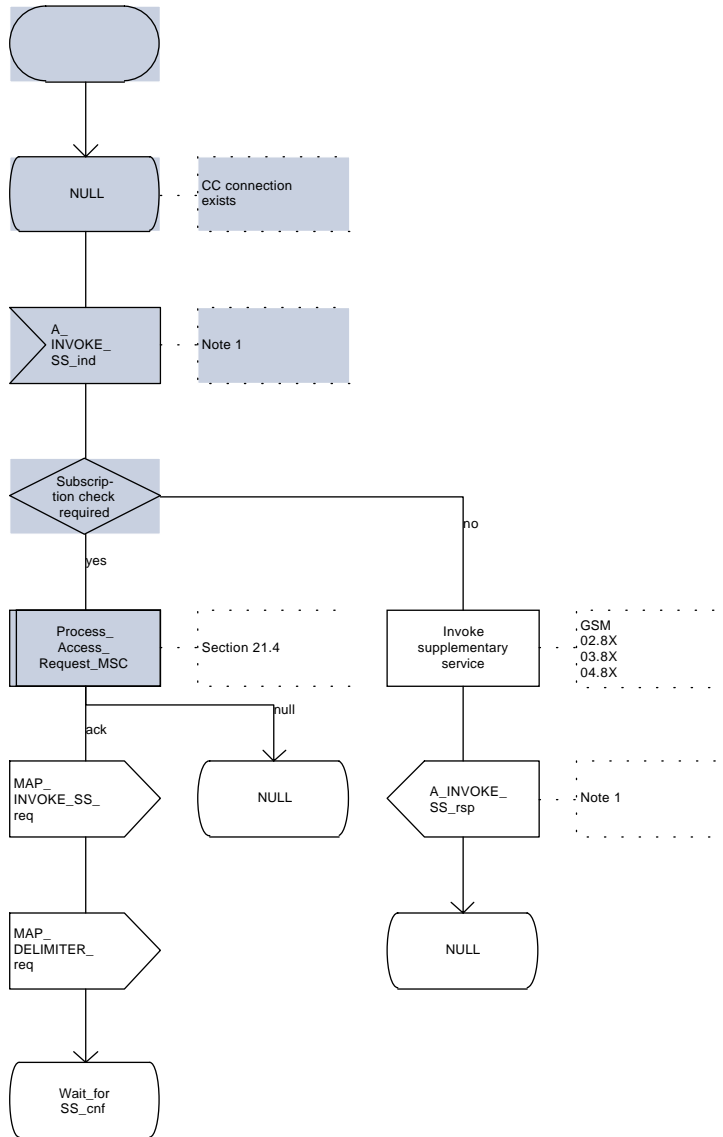 NULL
CC connection
exists
A_
INVOKE_
SS_ind
Note 1
Subscrip-
tion check
required
no
yes
Process_
Access_
Request_MSC
Section 21.4
Invoke
supplementary
service
GSM
02.8X
03.8X
04.8X
ack
null
MAP_
INVOKE_SS_
req
NULL
A_INVOKE_
SS_rsp
Note 1
MAP_
DELIMITER_
req
NULL
Wait_for
SS_cnf